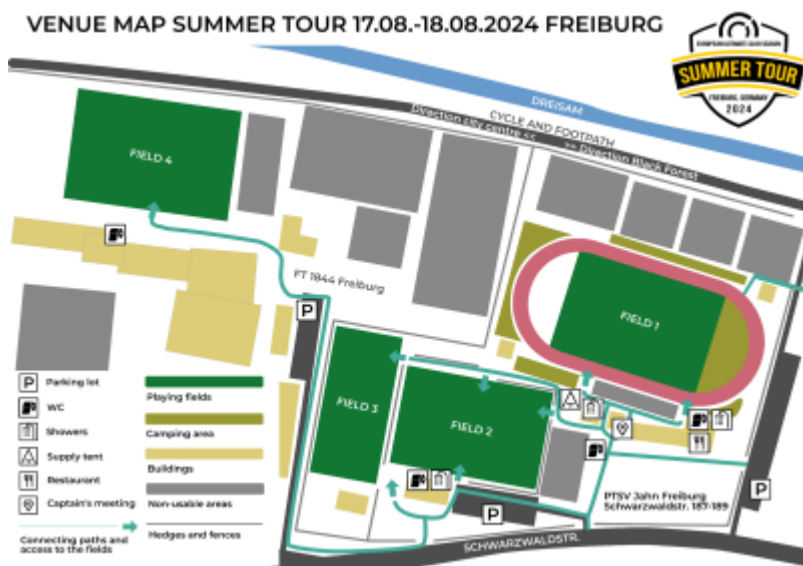 VENUE MAP SUMMER TOUR 17.08.-18.08.2024 FREIBURG
SUMMER TOUR
FREIBURG, GERMANY
2024
DREISAM
CYCLE AND FOOTPATH
Direction city centre <<
>> Direction Black Forest
FIELD 4
FT 1844 Freiburg
P
FIELD 1
FIELD 3
FIELD 2
P
P
PTSV Jahn Freiburg
Schwarzwaldstr. 187-189
SCHWARZWALDSTR.
P Parking lot
WC
Showers
Supply tent
Restaurant
Captain's meeting
Connecting paths and
access to the fields
Playing fields
Camping area
Buildings
Non-usable areas
Hedges and fences